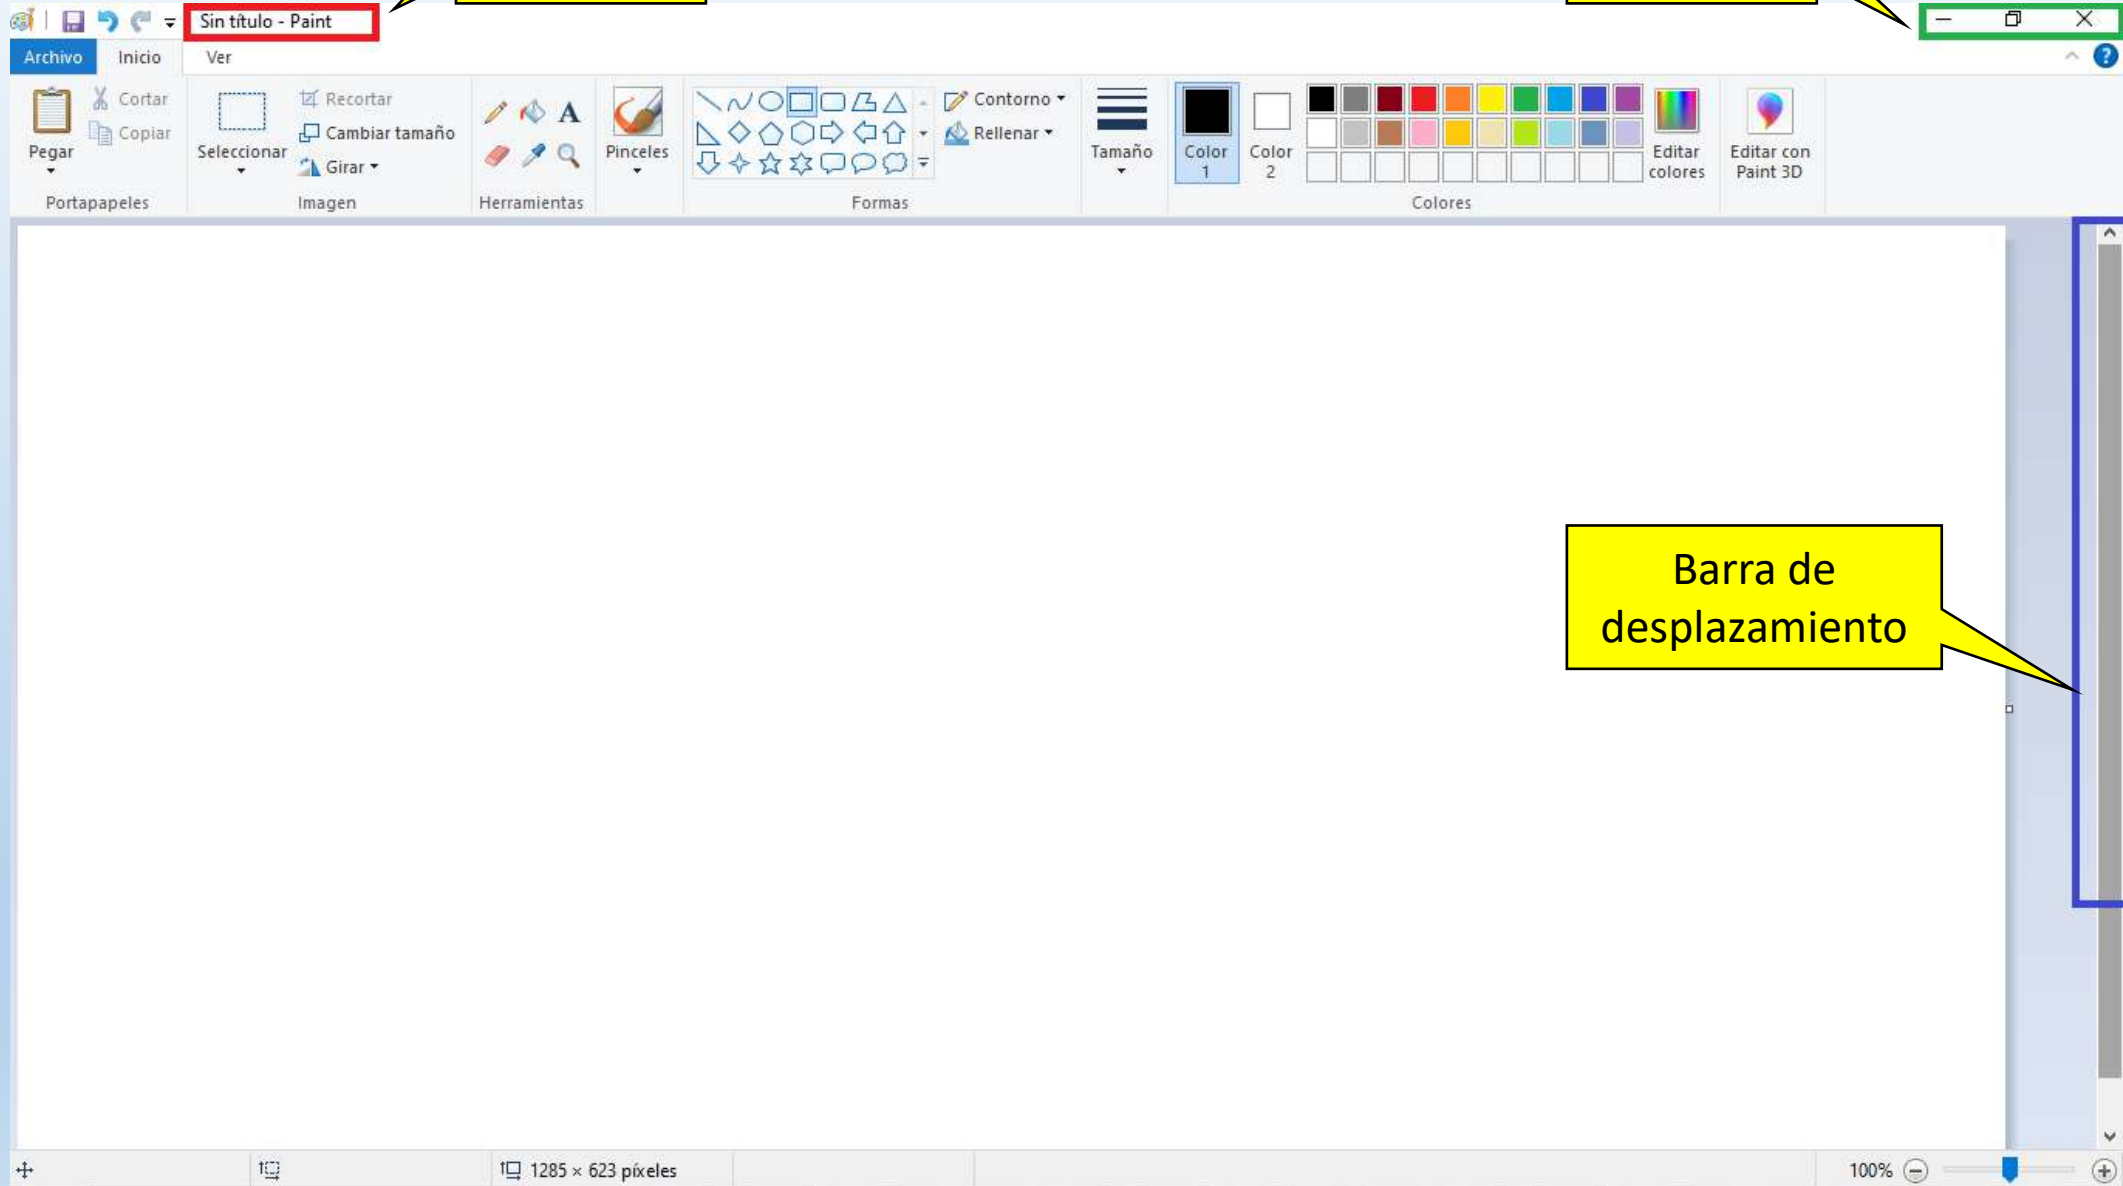 Sin título - Paint
Archivo Inicio Ver
Pegar
Cortar
Copiar
Portapapeles
Seleccionar
Recortar
Cambiar tamaño
Girar
Imagen
A
Herramientas
Pinceles
Contorno
Rellenar
Formas
Tamaño
Color
1
Color
2
Editar
colores
Colores
Editar con
Paint 3D
Barra de
desplazamiento
1285 × 623 píxeles
100%